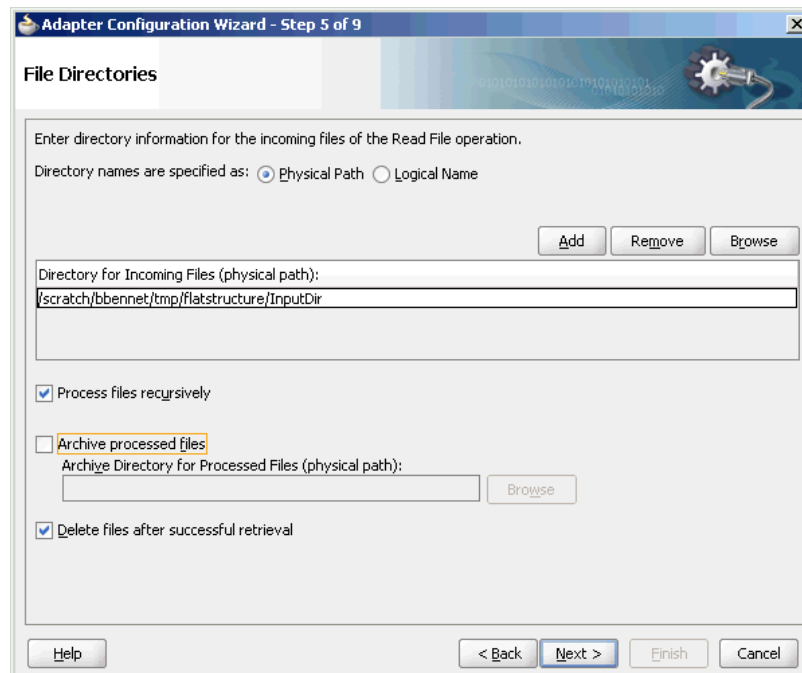 Adapter Configuration Wizard - Step 5 of 9
File Directories
Enter directory information for the incoming files of the Read File operation.
Directory names are specified as: Physical Path Logical Name
Add Remove Browse
Directory for Incoming Files (physical path):
/scratch/bbennet/tmp/flatstructure/InputDir
Process files recursively
Archive processed files
Archive Directory for Processed Files (physical path):
Browse
Delete files after successful retrieval
Help < Back Next > Finish Cancel